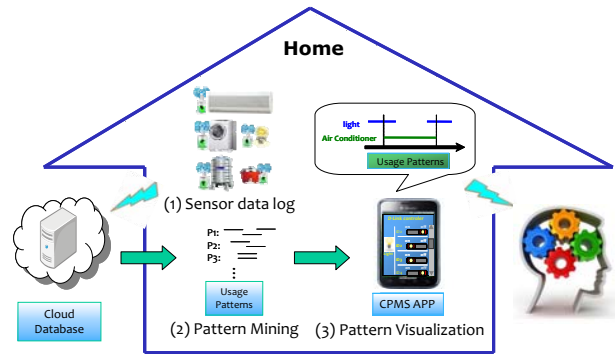 Home
light
Air Conditioner
Usage Patterns
(1) Sensor data log
P1:
P2:
P3:
Usage
Patterns
CPMS APP
Cloud
Database
(2) Pattern Mining
(3) Pattern Visualization